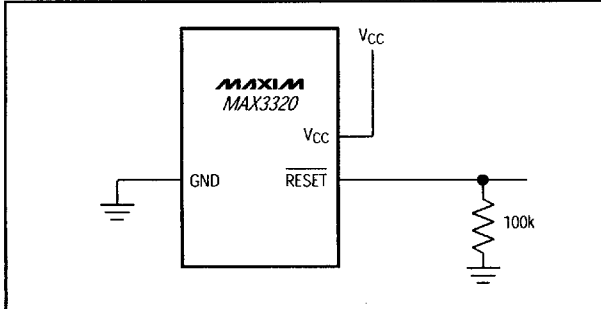 VCC
MAXIM
MAX3320
VCC
GND
RESET
100k